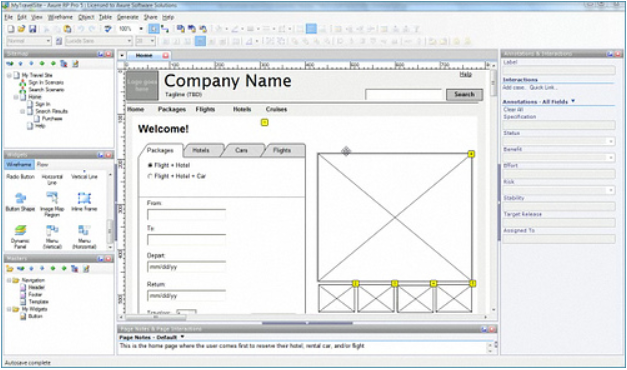 MyTravelSite - Axure RP Pro 5 : Licensed to Axure Software Solutions
File Edit View Wireframe Object Table Generate Share Help
120%
Sitemap
My Travel Site
Sign In Scenario
Search Scenario
Home
Sign In
Search Results
Purchase
Help
Widgets
Wireframe Flow
Radio Button Horizontal Line Vertical Line
Button Shape Image Map Region Inline Frame
Dynamic Panel Menu (Vertical) Menu (Horizontal)
Masters
Navigation
Header
Footer
Template
My Widgets
Button
Autosave complete
Home
Logo goes here
Company Name
Tagline (TBD)
Help
Search
Home Packages Flights Hotels Cruises
Welcome!
Packages Hotels Cars Flights
Flight + Hotel
Flight + Hotel + Car
From:
To:
Depart:
mm/dd/yy
Return:
mm/dd/yy
Page Notes & Page Interactions
Page Notes - Default
This is the home page where the user comes first to reserve their hotel, rental car, and/or flight
Annotations & Interactions
Label
Interactions
Add case. Quick Link...
Annotations - All Fields
Clear All
Specification
Status
Benefit
Effort
Risk
Stability
Target Release
Assigned To